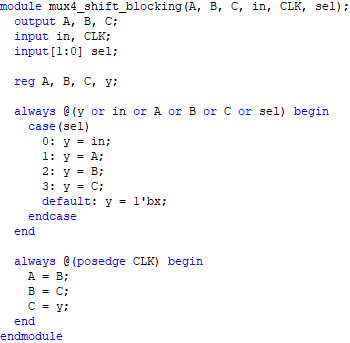 module mux4_shift_blocking(A, B, C, in, CLK, sel);
  output A, B, C;
  input in, CLK;
  input[1:0] sel;

  reg A, B, C, y;

  always @(y or in or A or B or C or sel) begin
    case(sel)
      0: y = in;
      1: y = A;
      2: y = B;
      3: y = C;
      default: y = 1'bx;
    endcase
  end

  always @(posedge CLK) begin
    A = B;
    B = C;
    C = y;
  end
endmodule